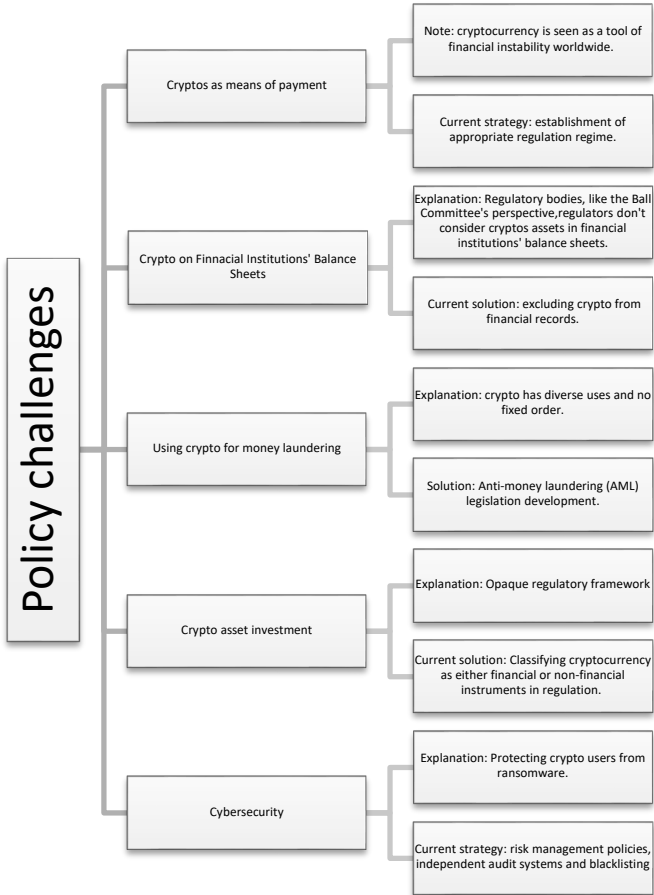 Policy challenges
Cryptos as means of payment
Note: cryptocurrency is seen as a tool of
financial instability worldwide.
Current strategy: establishment of
appropriate regulation regime.
Crypto on Finnacial Institutions' Balance
Sheets
Explanation: Regulatory bodies, like the Ball
Committee's perspective,regulators don't
consider cryptos assets in financial
institutions' balance sheets.
Current solution: excluding crypto from
financial records.
Using crypto for money laundering
Explanation: crypto has diverse uses and no
fixed order.
Solution: Anti-money laundering (AML)
legislation development.
Crypto asset investment
Explanation: Opaque regulatory framework
Current solution: Classifying cryptocurrency
as either financial or non-financial
instruments in regulation.
Cybersecurity
Explanation: Protecting crypto users from
ransomware.
Current strategy: risk management policies,
independent audit systems and blacklisting